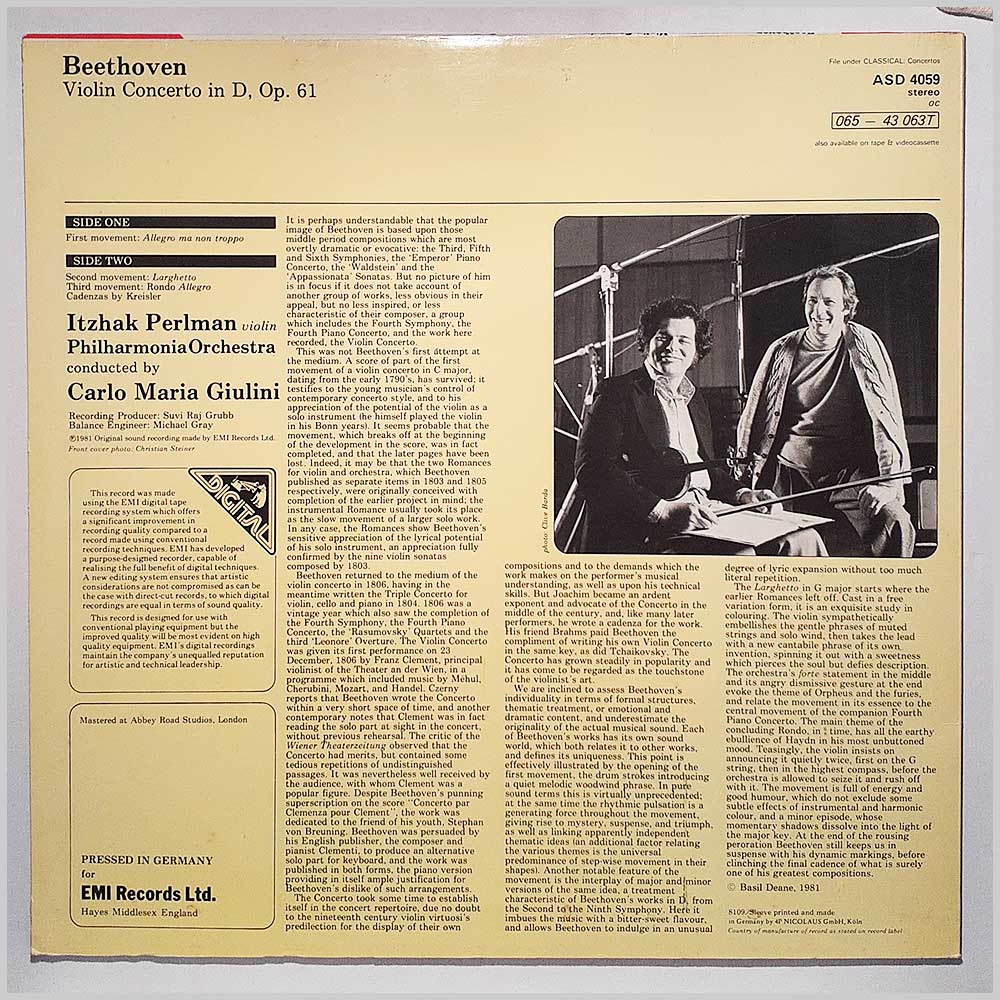 Beethoven
Violin Concerto in D, Op. 61
File under CLASSICAL: Concertos
ASD 4059
stereo
OC
065 – 43 063T
also available on tape & videocassette
SIDE ONE
First movement: Allegro ma non troppo
SIDE TWO
Second movement: Larghetto
Third movement: Rondo Allegro
Cadenzas by Kreisler
Itzhak Perlman violin
Philharmonia Orchestra
conducted by
Carlo Maria Giulini
Recording Producer: Suvi Raj Grubb
Balance Engineer: Michael Gray
℗1981 Original sound recording made by EMI Records Ltd.
Front cover photo: Christian Steiner
DIGITAL
This record was made
using the EMI digital tape
recording system which offers
a significant improvement in
recording quality compared to a
record made using conventional
recording techniques. EMI has developed
a purpose-designed recorder, capable of
realising the full benefit of digital techniques.
A new editing system ensures that artistic
considerations are not compromised as can be
the case with direct-cut records, to which digital
recordings are equal in terms of sound quality.
This record is designed for use with
conventional playing equipment but the
improved quality will be most evident on high
quality equipment. EMI's digital recordings
maintain the company's unequalled reputation
for artistic and technical leadership.
Mastered at Abbey Road Studios, London
PRESSED IN GERMANY
for
EMI Records Ltd.
Hayes Middlesex England
It is perhaps understandable that the popular
image of Beethoven is based upon those
middle period compositions which are most
overtly dramatic or evocative: the Third, Fifth
and Sixth Symphonies, the 'Emperor' Piano
Concerto, the 'Waldstein' and the
'Appassionata' Sonatas. But no picture of him
is in focus if it does not take account of
another group of works, less obvious in their
appeal, but no less inspired, or less
characteristic of their composer, a group
which includes the Fourth Symphony, the
Fourth Piano Concerto, and the work here
recorded, the Violin Concerto.
This was not Beethoven's first attempt at
the medium. A score of part of the first
movement of a violin concerto in C major,
dating from the early 1790's, has survived; it
testifies to the young musician's control of
contemporary concerto style, and to his
appreciation of the potential of the violin as a
solo instrument (he himself played the violin
in his Bonn years). It seems probable that the
movement, which breaks off at the beginning
of the development in the score, was in fact
completed, and that the later pages have been
lost. Indeed, it may be that the two Romances
for violin and orchestra, which Beethoven
published as separate items in 1803 and 1805
respectively, were originally conceived with
completion of the earlier project in mind; the
instrumental Romance usually took its place
as the slow movement of a larger solo work.
In any case, the Romances show Beethoven's
sensitive appreciation of the lyrical potential
of his solo instrument, an appreciation fully
confirmed by the nine violin sonatas
composed by 1803.
Beethoven returned to the medium of the
violin concerto in 1806, having in the
meantime written the Triple Concerto for
violin, cello and piano in 1804. 1806 was a
vintage year which also saw the completion of
the Fourth Symphony, the Fourth Piano
Concerto, the 'Rasumovsky' Quartets and the
third 'Leonore' Overture. The Violin Concerto
was given its first performance on 23
December, 1806 by Franz Clement, principal
violinist of the Theater an der Wien, in a
programme which included music by Méhul,
Cherubini, Mozart, and Handel. Czerny
reports that Beethoven wrote the Concerto
within a very short space of time, and another
contemporary notes that Clement was in fact
reading the solo part at sight in the concert,
without previous rehearsal. The critic of the
Wiener Theaterzeitung observed that the
Concerto had merits, but contained some
tedious repetitions of undistinguished
passages. It was nevertheless well received by
the audience, with whom Clement was a
popular figure. Despite Beethoven's punning
superscription on the score "Concerto par
Clemenza pour Clement", the work was
dedicated to the friend of his youth, Stephan
von Breuning. Beethoven was persuaded by
his English publisher, the composer and
pianist Clementi, to produce an alternative
solo part for keyboard, and the work was
published in both forms, the piano version
providing in itself ample justification for
Beethoven's dislike of such arrangements.
The Concerto took some time to establish
itself in the concert repertoire, due no doubt
to the nineteenth century violin virtuosi's
predilection for the display of their own
photo Clive Barda
compositions and to the demands which the
work makes on the performer's musical
understanding, as well as upon his technical
skills. But Joachim became an ardent
exponent and advocate of the Concerto in the
middle of the century, and, like many later
performers, he wrote a cadenza for the work.
His friend Brahms paid Beethoven the
compliment of writing his own Violin Concerto
in the same key, as did Tchaikovsky. The
Concerto has grown steadily in popularity and
it has come to be regarded as the touchstone
of the violinist's art.
We are inclined to assess Beethoven's
individuality in terms of formal structures,
thematic treatment, or emotional and
dramatic content, and underestimate the
originality of the actual musical sound. Each
of Beethoven's works has its own sound
world, which both relates it to other works,
and defines its uniqueness. This point is
effectively illustrated by the opening of the
first movement, the drum strokes introducing
a quiet melodic woodwind phrase. In pure
sound terms this is virtually unprecedented;
at the same time the rhythmic pulsation is a
generating force throughout the movement,
giving rise to mystery, suspense, and triumph,
as well as linking apparently independent
thematic ideas (an additional factor relating
the various themes is the universal
predominance of step-wise movement in their
shapes). Another notable feature of the
movement is the interplay of major and minor
versions of the same idea, a treatment
characteristic of Beethoven's works in D, from
the Second to the Ninth Symphony. Here it
imbues the music with a bitter-sweet flavour,
and allows Beethoven to indulge in an unusual
degree of lyric expansion without too much
literal repetition.
The Larghetto in G major starts where the
earlier Romances left off. Cast in a free
variation form, it is an exquisite study in
colouring. The violin sympathetically
embellishes the gentle phrases of muted
strings and solo wind, then takes the lead
with a new cantabile phrase of its own
invention, spinning it out with a sweetness
which pierces the soul but defies description.
The orchestra's forte statement in the middle
and its angry dismissive gesture at the end
evoke the theme of Orpheus and the furies,
and relate the movement in its essence to the
central movement of the companion Fourth
Piano Concerto. The main theme of the
concluding Rondo, in time, has all the earthy
ebullience of Haydn in his most unbuttoned
mood. Teasingly, the violin insists on
announcing it quietly twice, first on the G
string, then in the highest compass, before the
orchestra is allowed to seize it and rush off
with it. The movement is full of energy and
good humour, which do not exclude some
subtle effects of instrumental and harmonic
colour, and a minor episode, whose
momentary shadows dissolve into the light of
the major key. At the end of the rousing
peroration Beethoven still keeps us in
suspense with his dynamic markings, before
clinching the final cadence of what is surely
one of his greatest compositions.
© Basil Deane, 1981
8109 Sleeve printed and made
in Germany by 4P NICOLAUS GmbH, Köln
Country of manufacture of record as stated on record label